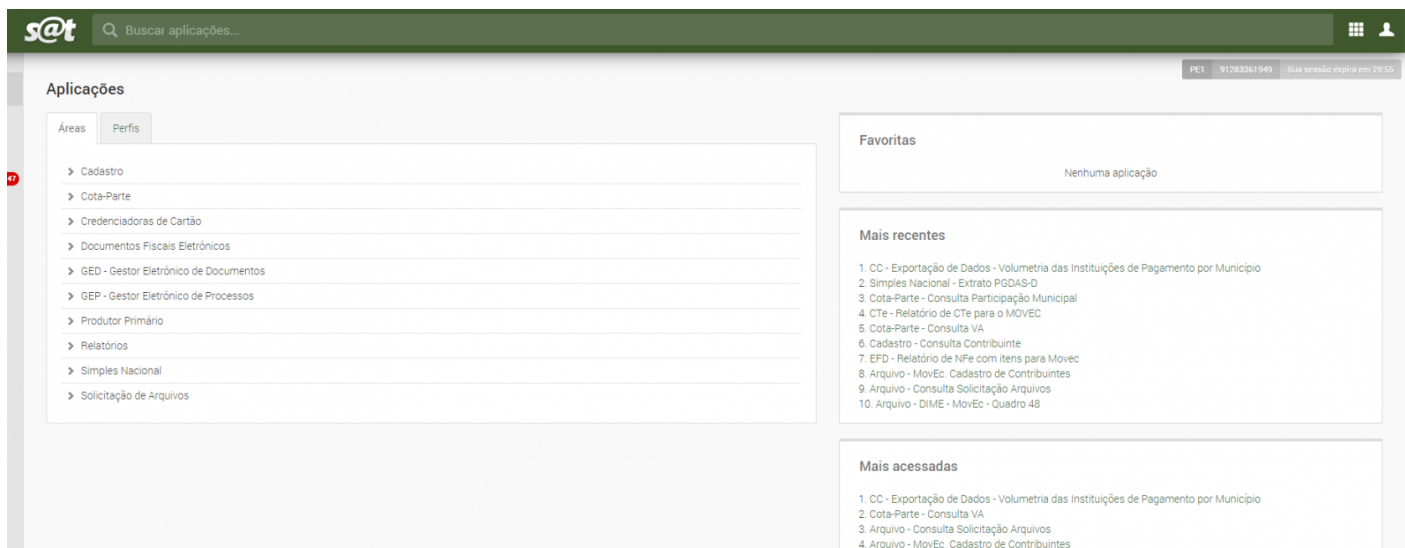 s@t
Buscar aplicações...
PE1 91283361949 Sua sessão expira em 29:55
Aplicações
Áreas Perfis
47
Cadastro
Cota-Parte
Credenciadoras de Cartão
Documentos Fiscais Eletrônicos
GED - Gestor Eletrônico de Documentos
GEP - Gestor Eletrônico de Processos
Produtor Primário
Relatórios
Simples Nacional
Solicitação de Arquivos
Favoritas
Nenhuma aplicação
Mais recentes
1. CC - Exportação de Dados - Volumetria das Instituições de Pagamento por Município
2. Simples Nacional - Extrato PGDAS-D
3. Cota-Parte - Consulta Participação Municipal
4. CTe - Relatório de CTe para o MOVEC
5. Cota-Parte - Consulta VA
6. Cadastro - Consulta Contribuinte
7. EFD - Relatório de NFe com itens para Movec
8. Arquivo - MovEc. Cadastro de Contribuintes
9. Arquivo - Consulta Solicitação Arquivos
10. Arquivo - DIME - MovEc - Quadro 48
Mais acessadas
1. CC - Exportação de Dados - Volumetria das Instituições de Pagamento por Município
2. Cota-Parte - Consulta VA
3. Arquivo - Consulta Solicitação Arquivos
4. Arquivo - MovEc. Cadastro de Contribuintes